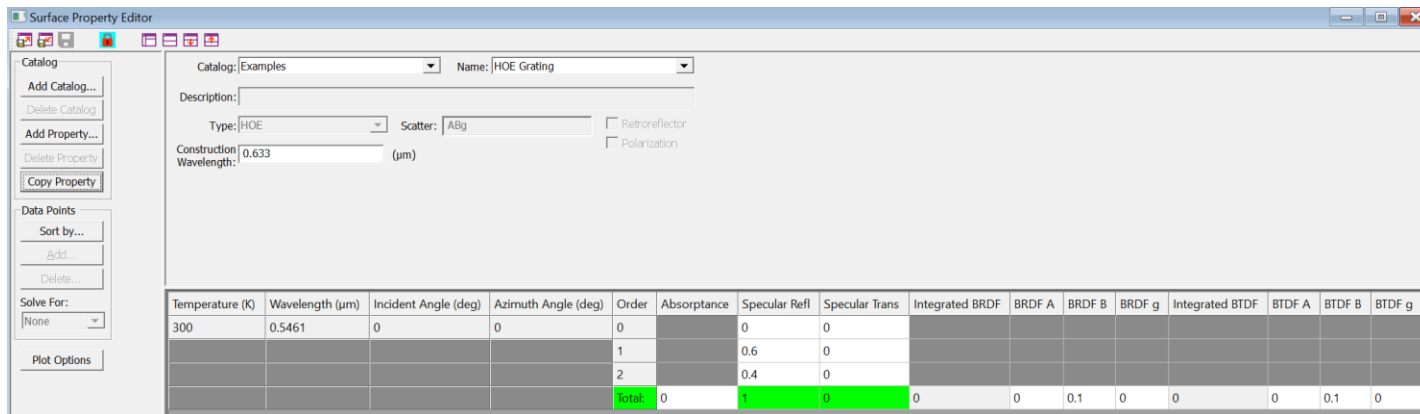 Surface Property Editor
Catalog
Add Catalog...
Delete Catalog
Add Property...
Delete Property
Copy Property
Data Points
Sort by...
Add...
Delete...
Solve For:
None
Plot Options
Catalog: Examples Name: HOE Grating
Description:
Type: HOE Scatter: ABg Retroreflector
Polarization
Construction Wavelength: 0.633 (µm)
Temperature (K) Wavelength (µm) Incident Angle (deg) Azimuth Angle (deg) Order Absorptance Specular Refl Specular Trans Integrated BRDF BRDF A BRDF B BRDF g Integrated BTDF BTDF A BTDF B BTDF g
300 0.5461 0 0 0 0 0
1 0.6 0
2 0.4 0
Total: 0 1 0 0 0 0.1 0 0 0 0.1 0